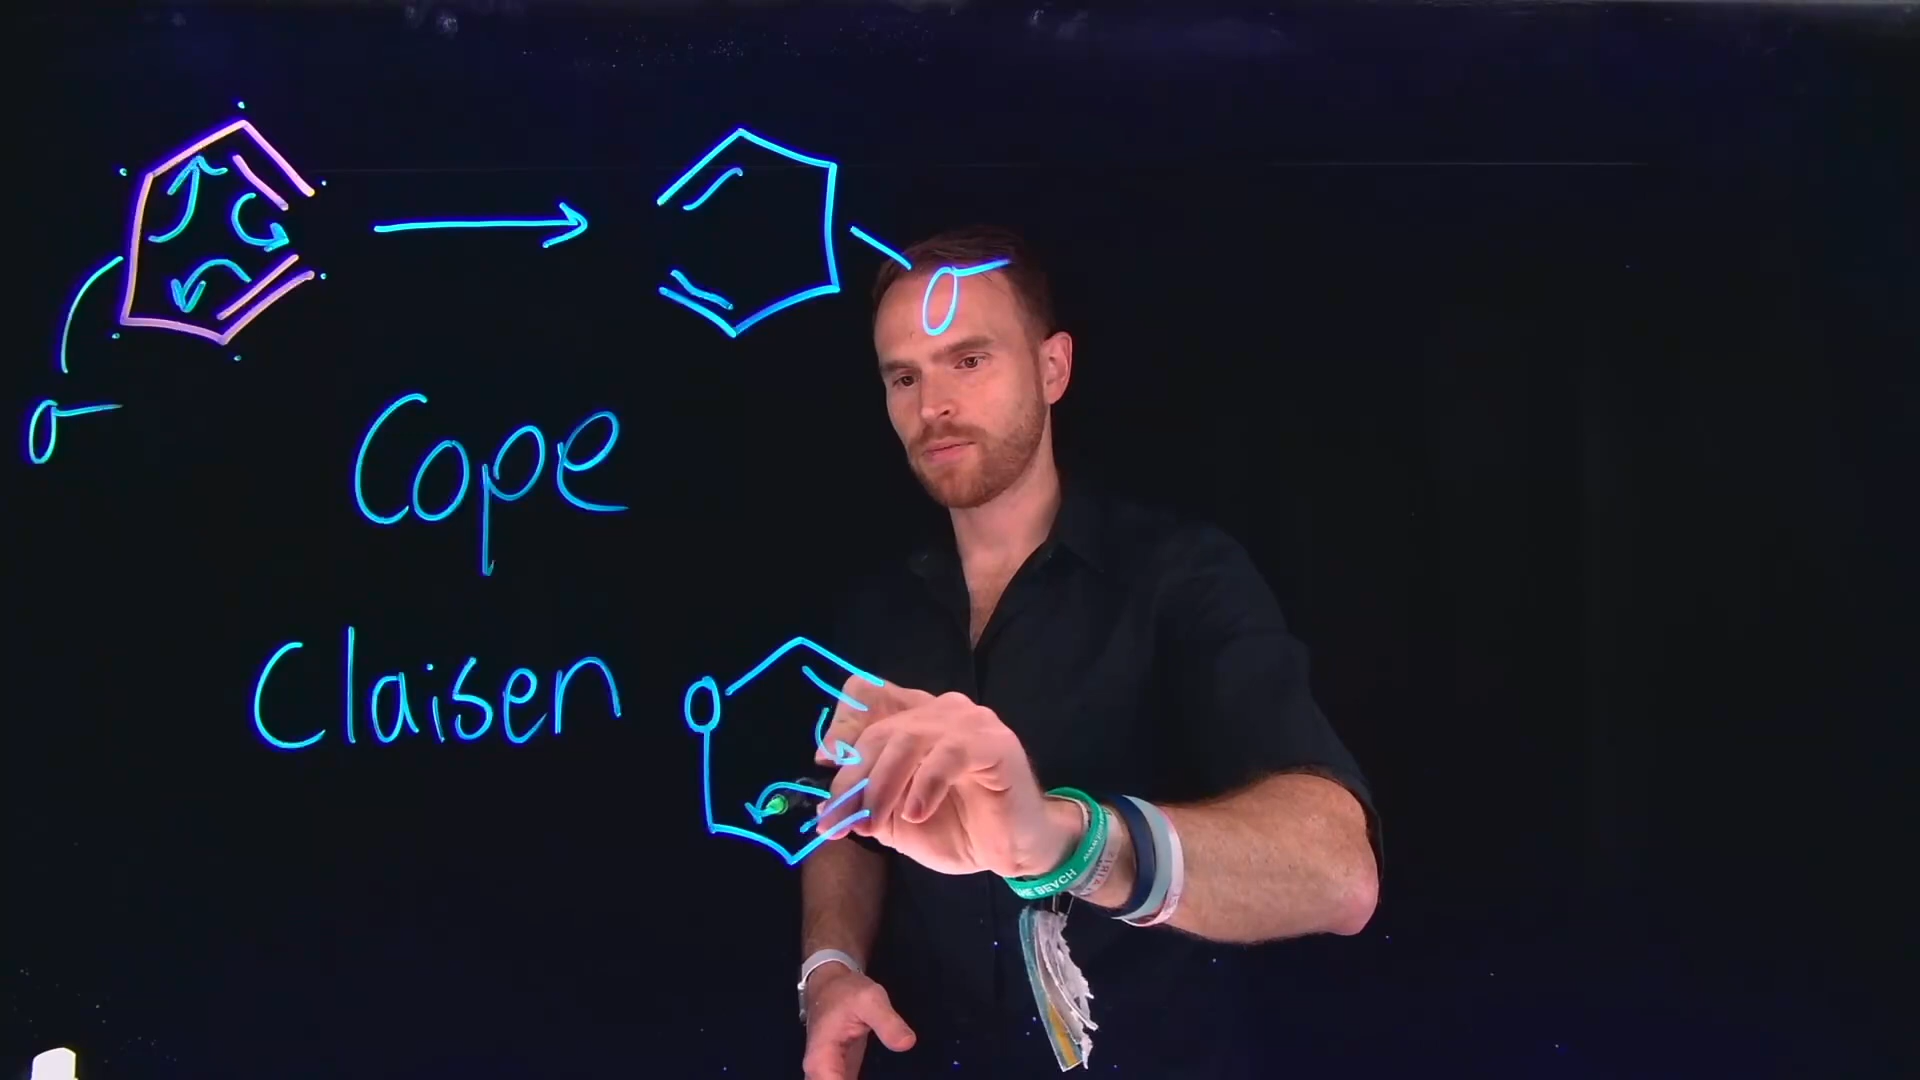 σ
σ
Cope
Claisen
O